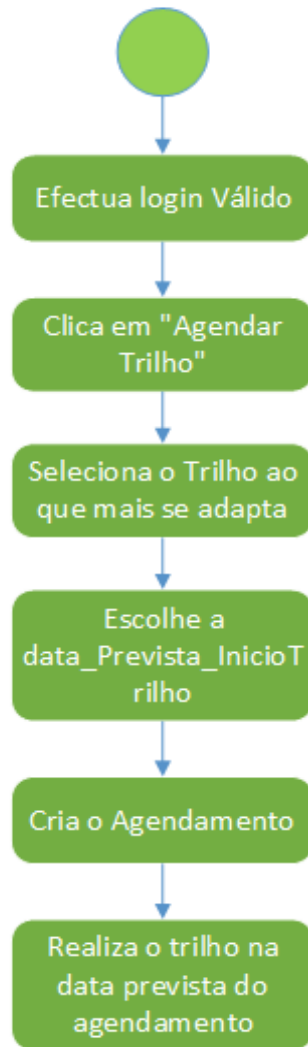 Efectua login Válido
Clica em "Agendar
Trilho"
Seleciona o Trilho ao
que mais se adapta
Escolhe a
data_Prevista_InicioT
rilho
Cria o Agendamento
Realiza o trilho na
data prevista do
agendamento